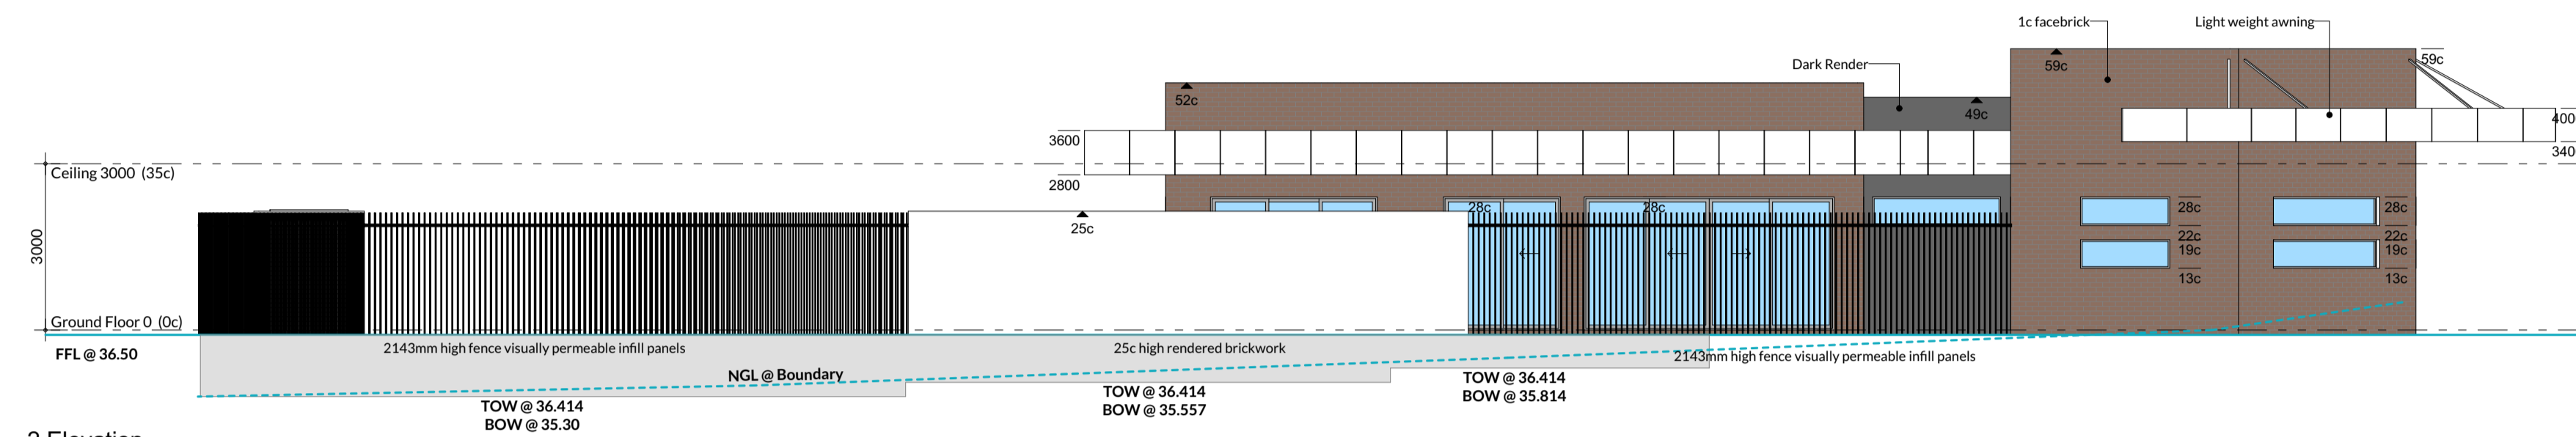 1c facebrick
Light weight awning
59c
59c
Dark Render
52c
49c
3600
Ceiling 3000 (35c)
2800
28c
28c
28c
28c
25c
22c
22c
19c
19c
13c
13c
3000
Ground Floor 0 (0c)
FFL @ 36.50
2143mm high fence visually permeable infill panels
25c high rendered brickwork
2143mm high fence visually permeable infill panels
NGL @ Boundary
TOW @ 36.414
BOW @ 35.30
TOW @ 36.414
BOW @ 35.557
TOW @ 36.414
BOW @ 35.814